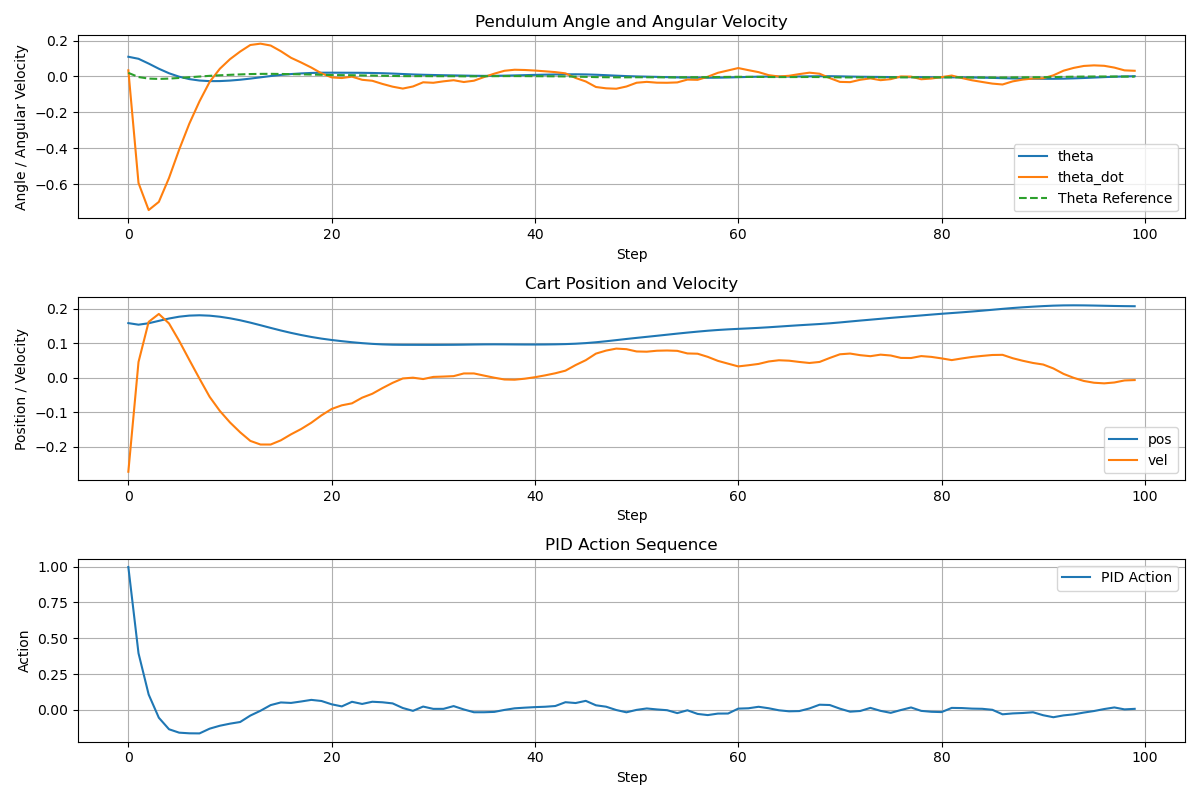 Pendulum Angle and Angular Velocity
Angle / Angular Velocity
0.2
0.0
−0.2
−0.4
−0.6
theta
theta_dot
Theta Reference
0 20 40 60 80 100
Step
Cart Position and Velocity
Position / Velocity
0.2
0.1
0.0
−0.1
−0.2
pos
vel
0 20 40 60 80 100
Step
PID Action Sequence
Action
1.00
0.75
0.50
0.25
0.00
PID Action
0 20 40 60 80 100
Step